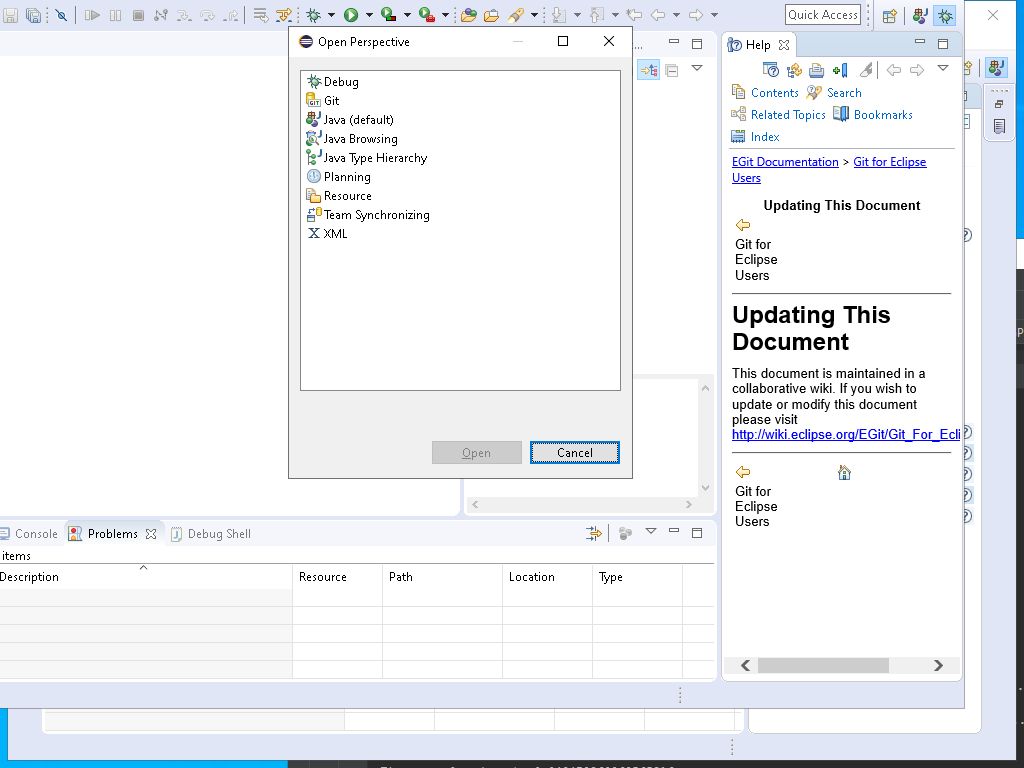 Quick Access
Open Perspective
Debug
Git
Java (default)
Java Browsing
Java Type Hierarchy
Planning
Resource
Team Synchronizing
XML
Open
Cancel
Help
Contents
Search
Related Topics
Bookmarks
Index
EGit Documentation > Git for Eclipse
Users
Updating This Document
Git for
Eclipse
Users
Updating This
Document
This document is maintained in a
collaborative wiki. If you wish to
update or modify this document
please visit
http://wiki.eclipse.org/EGit/Git_For_Ecli
Git for
Eclipse
Users
Console
Problems
Debug Shell
items
Description
Resource
Path
Location
Type